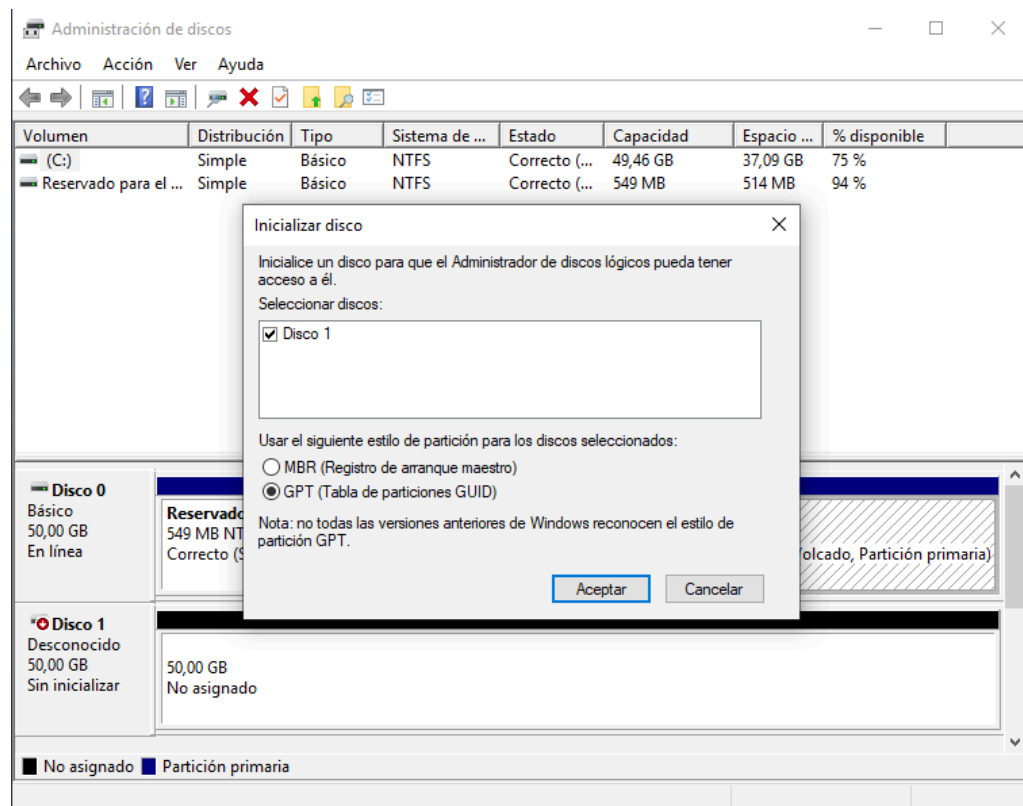 Administración de discos
Archivo Acción Ver Ayuda
Volumen Distribución Tipo Sistema de ... Estado Capacidad Espacio ... % disponible
(C:) Simple Básico NTFS Correcto (... 49,46 GB 37,09 GB 75 %
Reservado para el ... Simple Básico NTFS Correcto (... 549 MB 514 MB 94 %
Inicializar disco
Inicialice un disco para que el Administrador de discos lógicos pueda tener
acceso a él.
Seleccionar discos:
Disco 1
Usar el siguiente estilo de partición para los discos seleccionados:
MBR (Registro de arranque maestro)
GPT (Tabla de particiones GUID)
Nota: no todas las versiones anteriores de Windows reconocen el estilo de
partición GPT.
Aceptar Cancelar
Disco 0
Básico
50,00 GB
En línea
Reservado
549 MB NT
Correcto (S
olcado, Partición primaria)
Disco 1
Desconocido
50,00 GB
Sin inicializar
50,00 GB
No asignado
No asignado Partición primaria